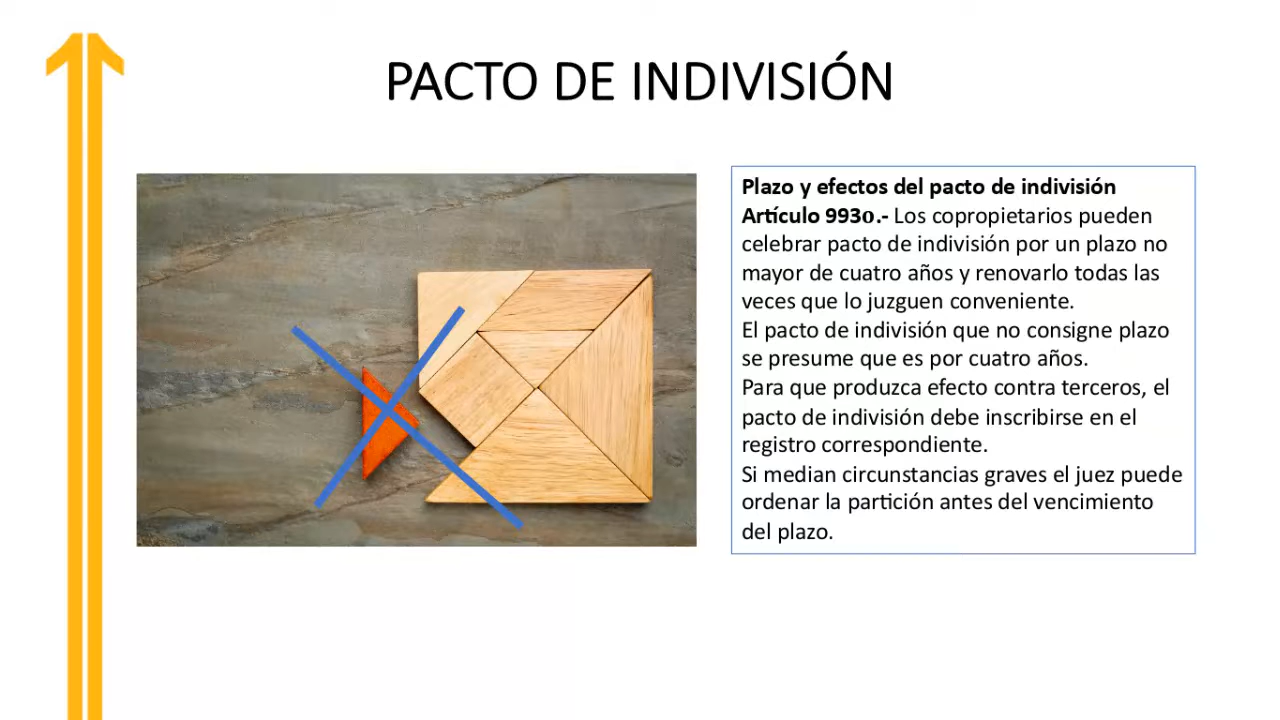 PACTO DE INDIVISIÓN
Plazo y efectos del pacto de indivisión
Artículo 993o.- Los copropietarios pueden
celebrar pacto de indivisión por un plazo no
mayor de cuatro años y renovarlo todas las
veces que lo juzguen conveniente.
El pacto de indivisión que no consigne plazo
se presume que es por cuatro años.
Para que produzca efecto contra terceros, el
pacto de indivisión debe inscribirse en el
registro correspondiente.
Si median circunstancias graves el juez puede
ordenar la partición antes del vencimiento
del plazo.